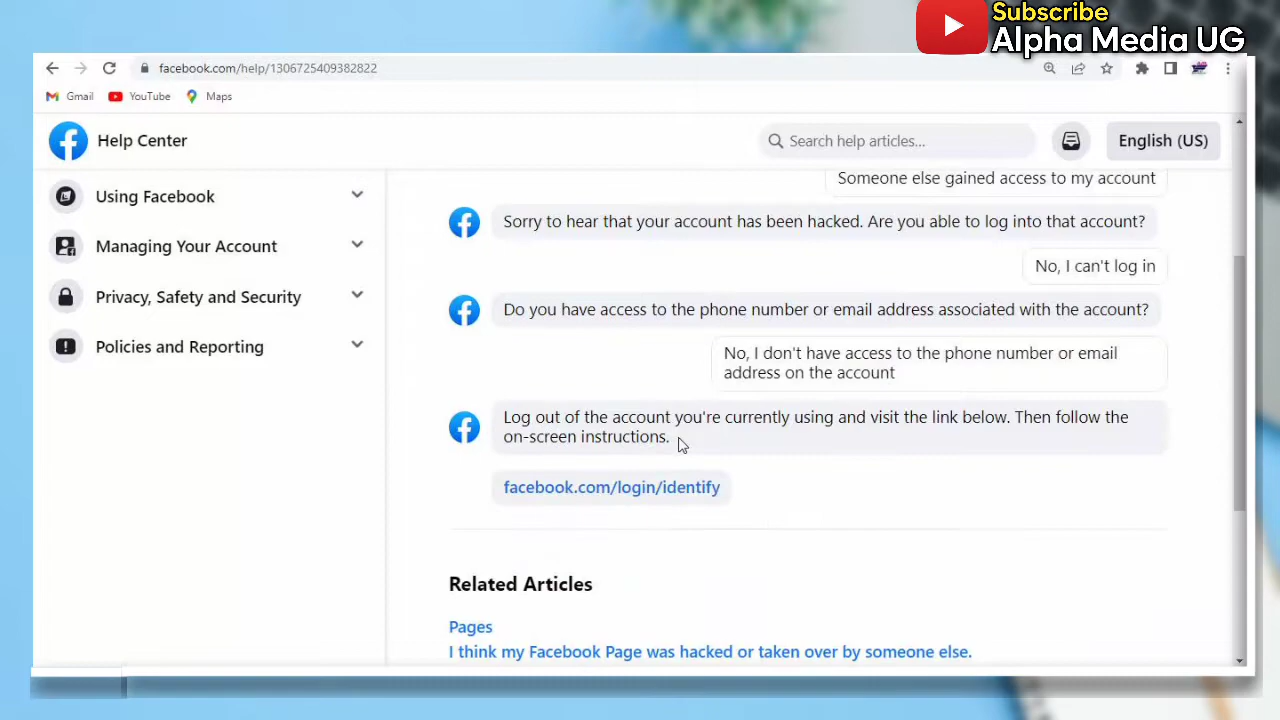 Subscribe
Alpha Media UG
facebook.com/help/1306725409382822
Gmail YouTube Maps
Help Center
Search help articles...
English (US)
Using Facebook
Managing Your Account
Privacy, Safety and Security
Policies and Reporting
Someone else gained access to my account
Sorry to hear that your account has been hacked. Are you able to log into that account?
No, I can't log in
Do you have access to the phone number or email address associated with the account?
No, I don't have access to the phone number or email
address on the account
Log out of the account you're currently using and visit the link below. Then follow the
on-screen instructions.
facebook.com/login/identify
Related Articles
Pages
I think my Facebook Page was hacked or taken over by someone else.